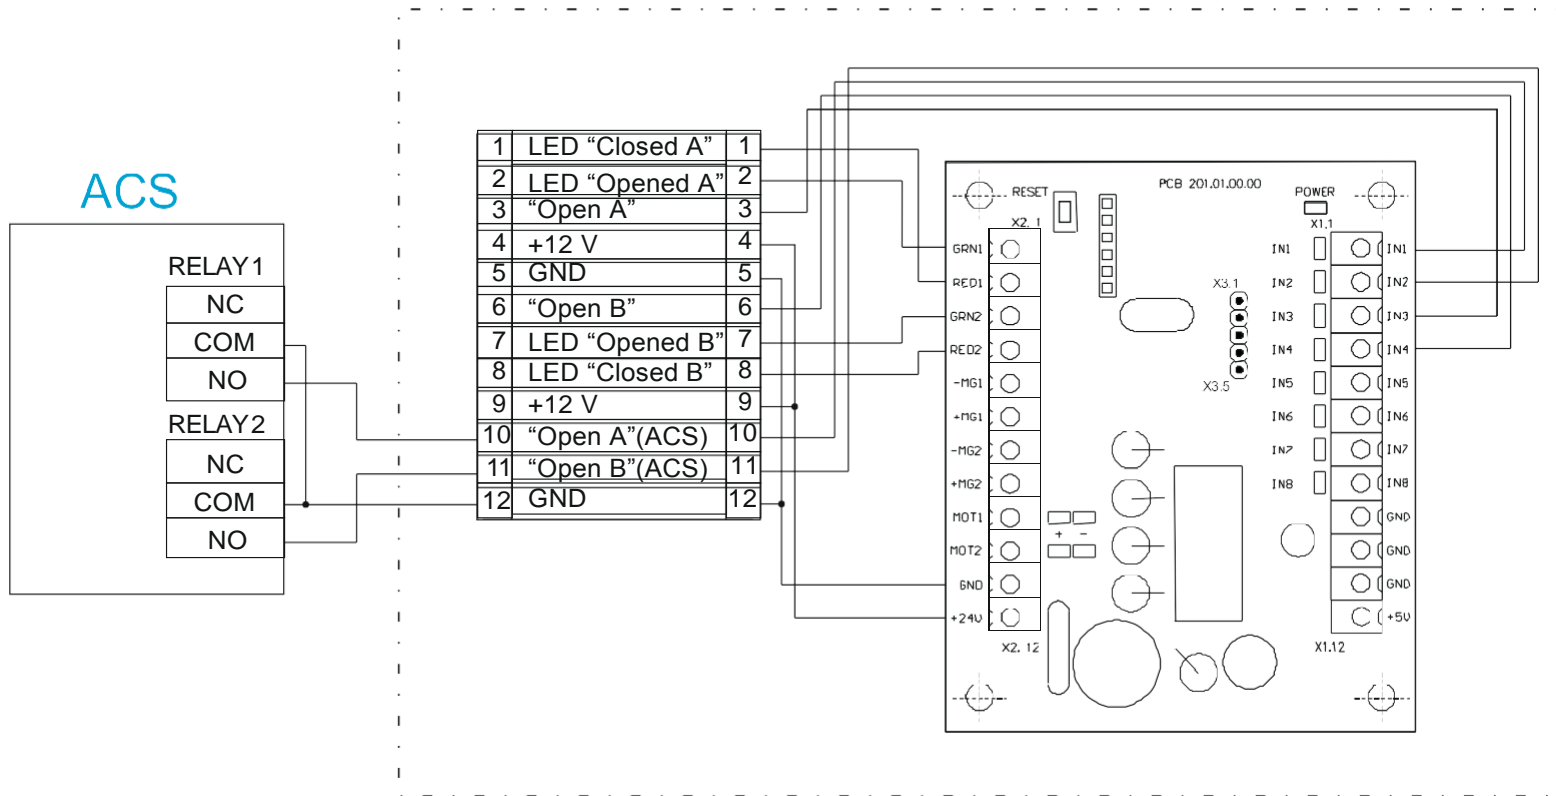 ACS
RELAY1
NC
COM
NO
RELAY2
NC
COM
NO
1 LED “Closed A” 1
2 LED “Opened A” 2
3 “Open A” 3
4 +12 V 4
5 GND 5
6 “Open B” 6
7 LED “Opened B” 7
8 LED “Closed B” 8
9 +12 V 9
10 “Open A”(ACS) 10
11 “Open B”(ACS) 11
12 GND 12
PCB 201.01.00.00
RESET
POWER
X2. 1
X1.1
GRN1
RED1
GRN2
RED2
-MG1
+MG1
-MG2
+MG2
MOT1
MOT2
GND
+24V
X2. 12
+ -
X3.1
X3.5
IN1 IN1
IN2 IN2
IN3 IN3
IN4 IN4
IN5 IN5
IN6 IN6
IN7 IN7
IN8 IN8
GND
GND
GND
+5V
X1.12